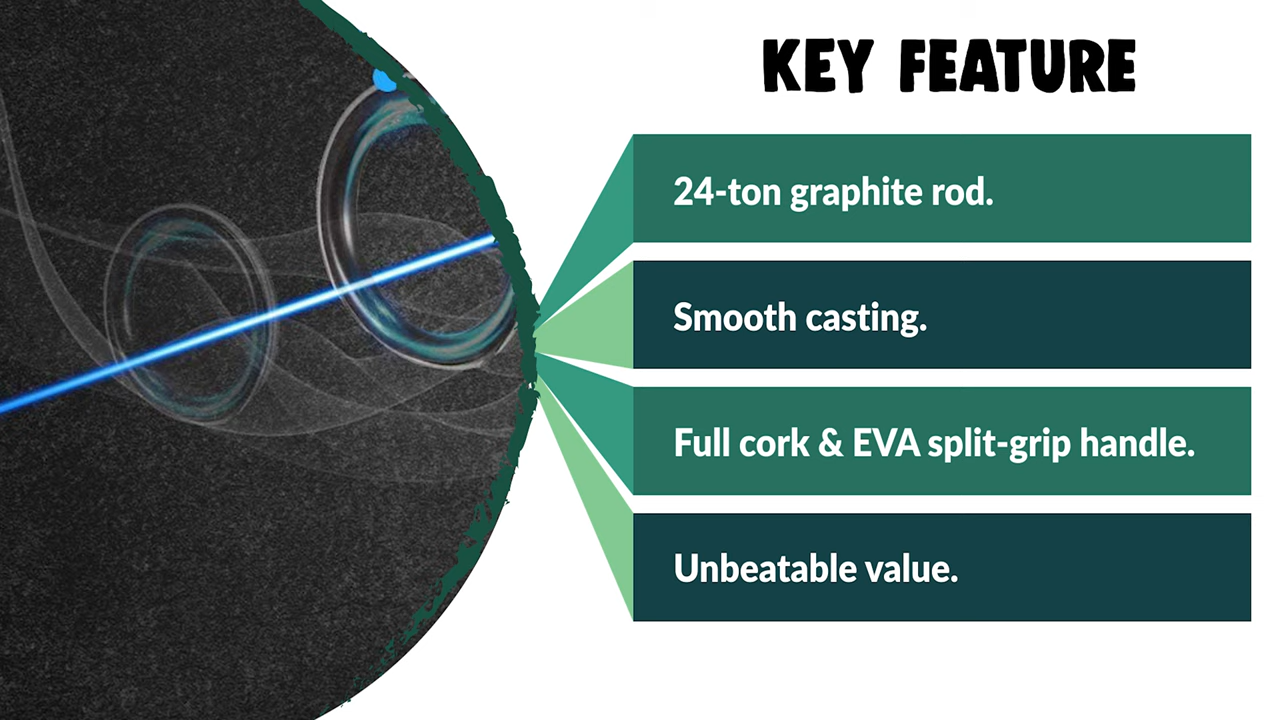 KEY FEATURE
24-ton graphite rod.
Smooth casting.
Full cork & EVA split-grip handle.
Unbeatable value.